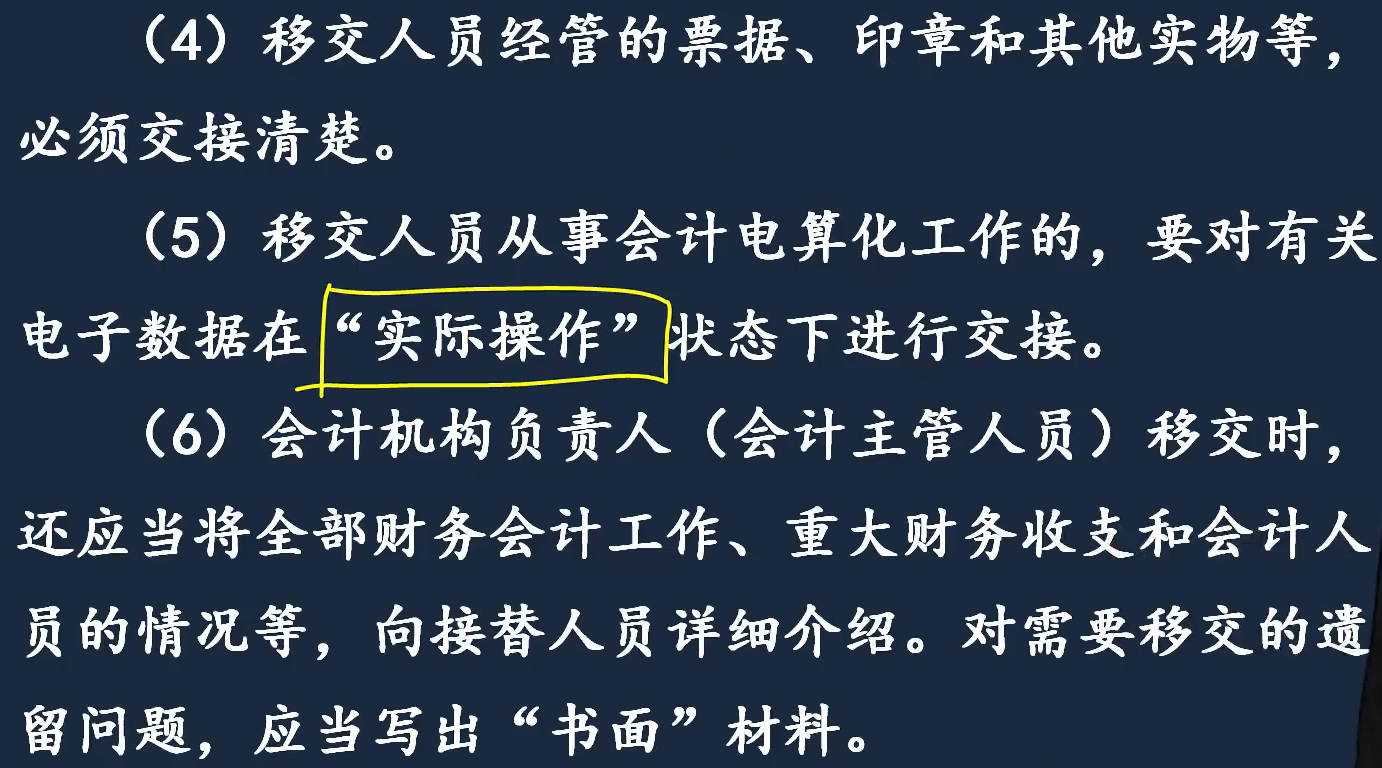 （4）移交人员经管的票据、印章和其他实物等，
必须交接清楚。
（5）移交人员从事会计电算化工作的，要对有关
电子数据在“实际操作”状态下进行交接。
（6）会计机构负责人（会计主管人员）移交时，
还应当将全部财务会计工作、重大财务收支和会计人
员的情况等，向接替人员详细介绍。对需要移交的遗
留问题，应当写出“书面”材料。